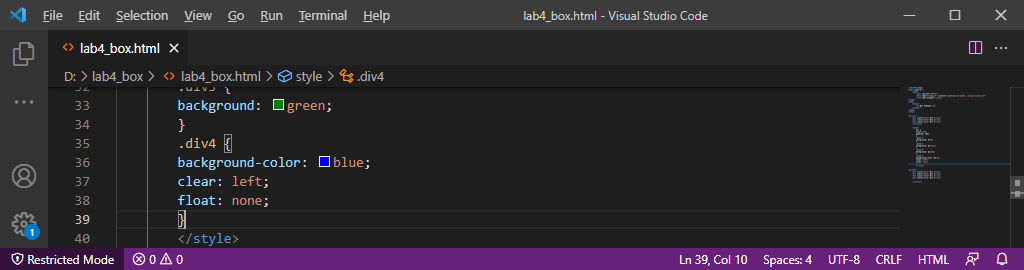 File Edit Selection View Go Run Terminal Help lab4_box.html - Visual Studio Code
lab4_box.html
D: > lab4_box > lab4_box.html > style > .div4
32 .div3 {
33 background: green;
34 }
35 .div4 {
36 background-color: blue;
37 clear: left;
38 float: none;
39 }
40 </style>
1
Restricted Mode 0 0 Ln 39, Col 10 Spaces: 4 UTF-8 CRLF HTML